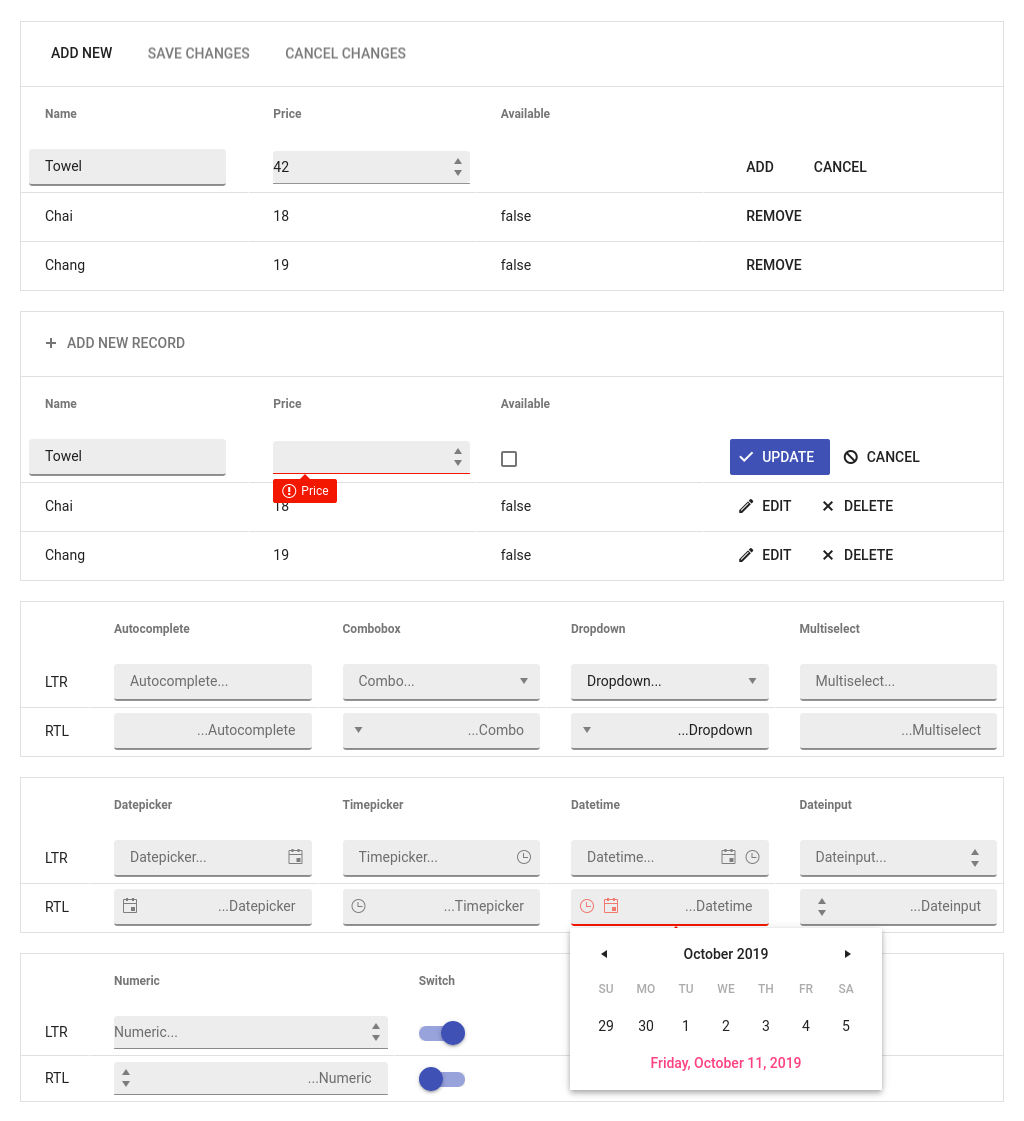 ADD NEW SAVE CHANGES CANCEL CHANGES
Name Price Available
Towel 42 ADD CANCEL
Chai 18 false REMOVE
Chang 19 false REMOVE
ADD NEW RECORD
Name Price Available
Towel UPDATE CANCEL
Price
Chai 18 false EDIT DELETE
Chang 19 false EDIT DELETE
Autocomplete Combobox Dropdown Multiselect
LTR Autocomplete... Combo... Dropdown... Multiselect...
RTL ...Autocomplete ...Combo ...Dropdown ...Multiselect
Datepicker Timepicker Datetime Dateinput
LTR Datepicker... Timepicker... Datetime... Dateinput...
RTL ...Datepicker ...Timepicker ...Datetime ...Dateinput
October 2019
SU MO TU WE TH FR SA
29 30 1 2 3 4 5
Friday, October 11, 2019
Numeric Switch
LTR Numeric...
RTL ...Numeric